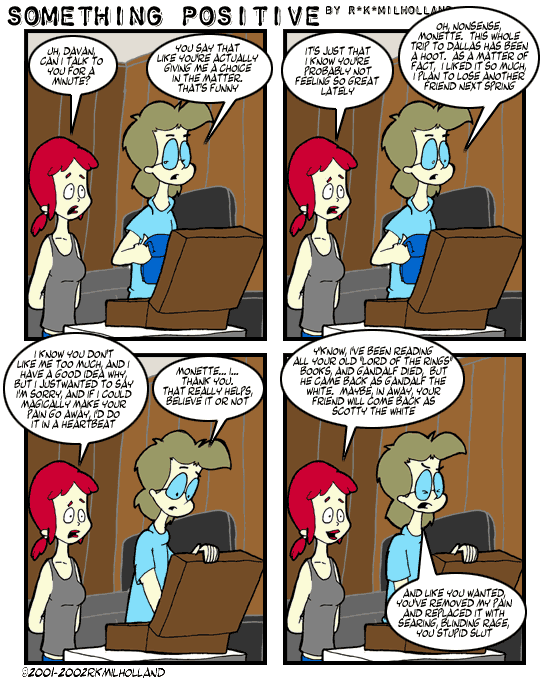 SOMETHING POSITIVE BY R*K*MILHOLLAND
UH, DAVAN,
CAN I TALK TO
YOU FOR A
MINUTE?
YOU SAY THAT
LIKE YOU'RE ACTUALLY
GIVING ME A CHOICE
IN THE MATTER.
THAT'S FUNNY
IT'S JUST THAT
I KNOW YOU'RE
PROBABLY NOT
FEELING SO GREAT
LATELY
OH, NONSENSE,
MONETTE. THIS WHOLE
TRIP TO DALLAS HAS BEEN
A HOOT. AS A MATTER OF
FACT, I LIKED IT SO MUCH,
I PLAN TO LOSE ANOTHER
FRIEND NEXT SPRING
I KNOW YOU DON'T
LIKE ME TOO MUCH, AND I
HAVE A GOOD IDEA WHY,
BUT I JUSTWANTED TO SAY
I'M SORRY, AND IF I COULD
MAGICALLY MAKE YOUR
PAIN GO AWAY, I'D DO
IT IN A HEARTBEAT
MONETTE... I...
THANK YOU.
THAT REALLY HELPS,
BELIEVE IT OR NOT
Y'KNOW, I'VE BEEN READING
ALL YOUR OLD "LORD OF THE RINGS"
BOOKS, AND GANDALF DIED, BUT
HE CAME BACK AS GANDALF THE
WHITE. MAYBE, IN AWAY, YOUR
FRIEND WILL COME BACK AS
SCOTTY THE WHITE
AND LIKE YOU WANTED,
YOU'VE REMOVED MY PAIN
AND REPLACED IT WITH
SEARING, BLINDING RAGE,
YOU STUPID SLUT
©2001-2002RKMILHOLLAND